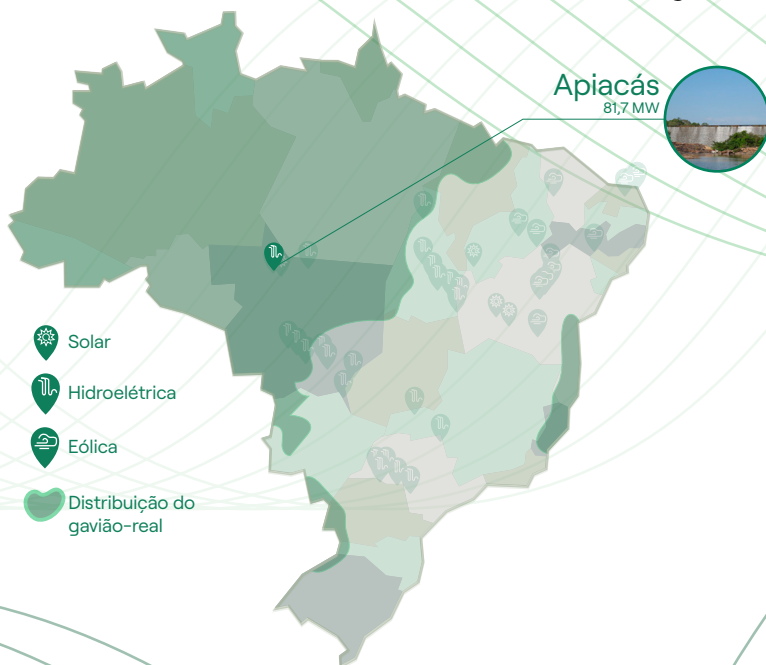 Apiacás
81,7 MW
Solar
Hidroelétrica
Eólica
Distribuição do
gavião-real